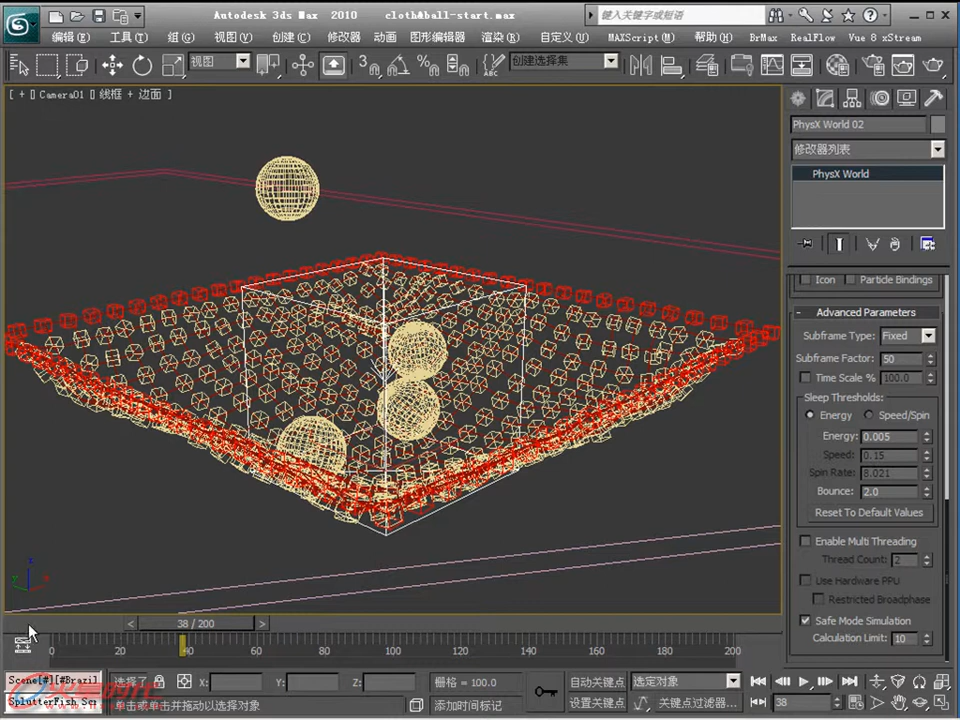 Autodesk 3ds Max 2010 cloth&ball-start.max 键入关键字或短语
编辑(E) 工具(T) 组(G) 视图(V) 创建(C) 修改器 动画 图形编辑器 渲染(R) 自定义(U) MAXScript(M) 帮助(H) BrMax RealFlow Vue 8 xStream
视图 3 创建选择集
[ + [] Camera01 [] 线框 + 边面 ]
PhysX World 02
修改器列表
PhysX World
Icon Particle Bindings
- Advanced Parameters
Subframe Type: Fixed
Subframe Factor: 50
Time Scale % 100.0
Sleep Thresholds:
Energy Speed/Spin
Energy: 0.005
Speed: 0.15
Spin Rate: 8.021
Bounce: 2.0
Reset To Default Values
Enable Multi Threading
Thread Count: 2
Use Hardware PPU
Restricted Broadphase
Safe Mode Simulation
Calculation Limit: 10
z
y x
< 38 / 200 >
0 20 40 60 80 100 120 140 160 180 200
Scene[#][#Brazil 选择了 X: Y: Z: 栅格 = 100.0 自动关键点 选定对象
SplutterFish Se 单击或单击并拖动以选择对象 添加时间标记 设置关键点 关键点过滤器... 38